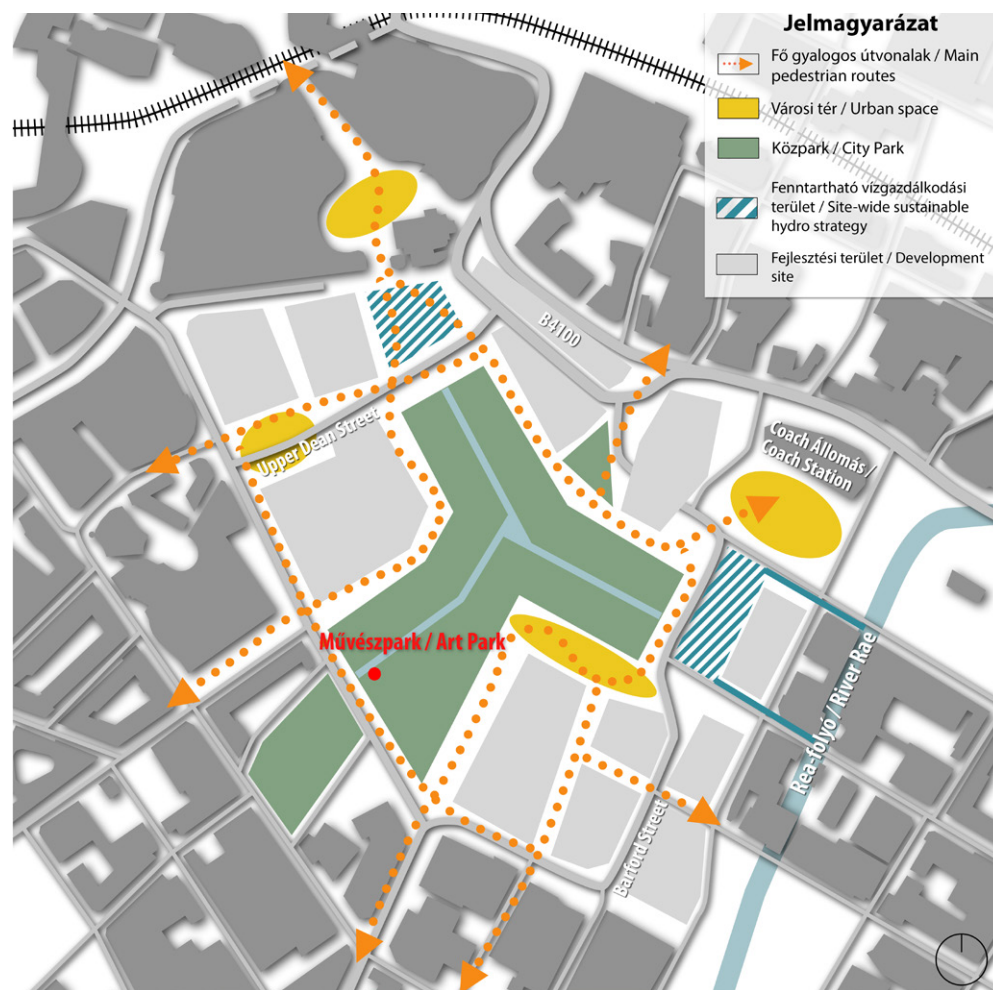 Jelmagyarázat
Fő gyalogos útvonalak / Main
pedestrian routes
Városi tér / Urban space
Közpark / City Park
Fenntartható vízgazdálkodási
terület / Site-wide sustainable
hydro strategy
Fejlesztési terület / Development
site
B4100
Upper Dean Street
Coach Állomás /
Coach Station
Művészpark / Art Park
Rea-folyó / River Rae
Barford Street